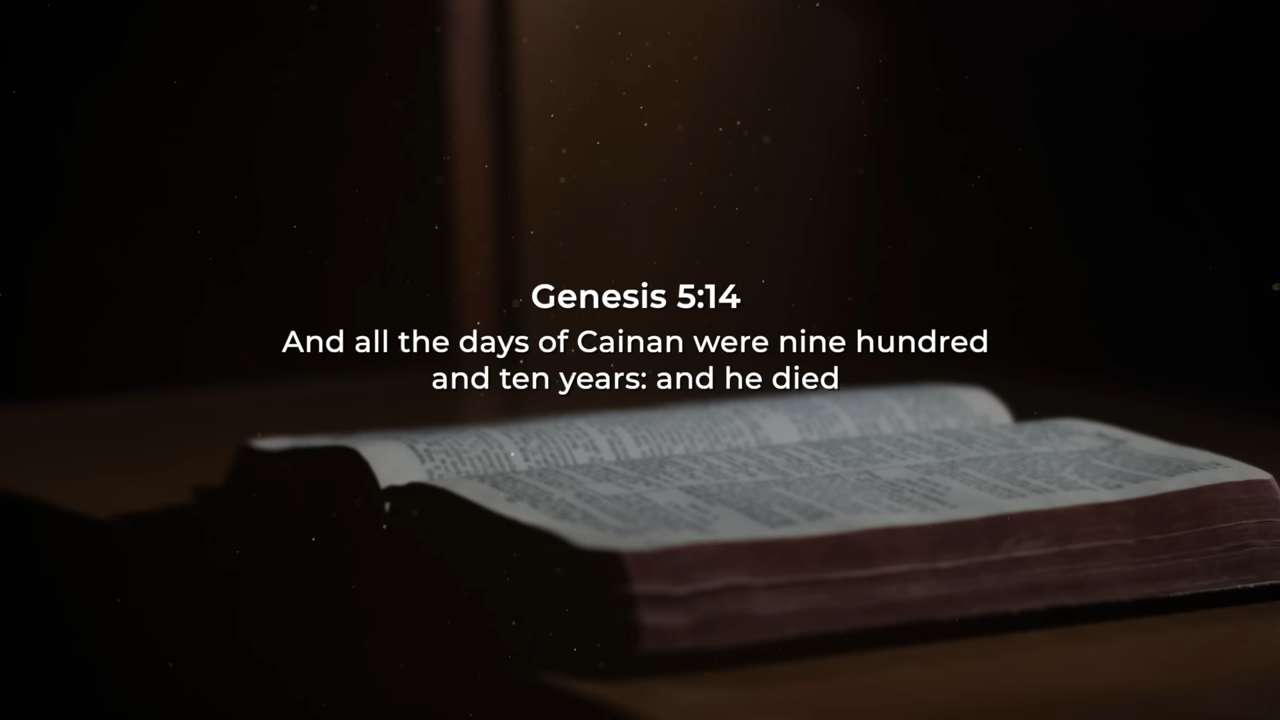 Genesis 5:14
And all the days of Cainan were nine hundred
and ten years: and he died